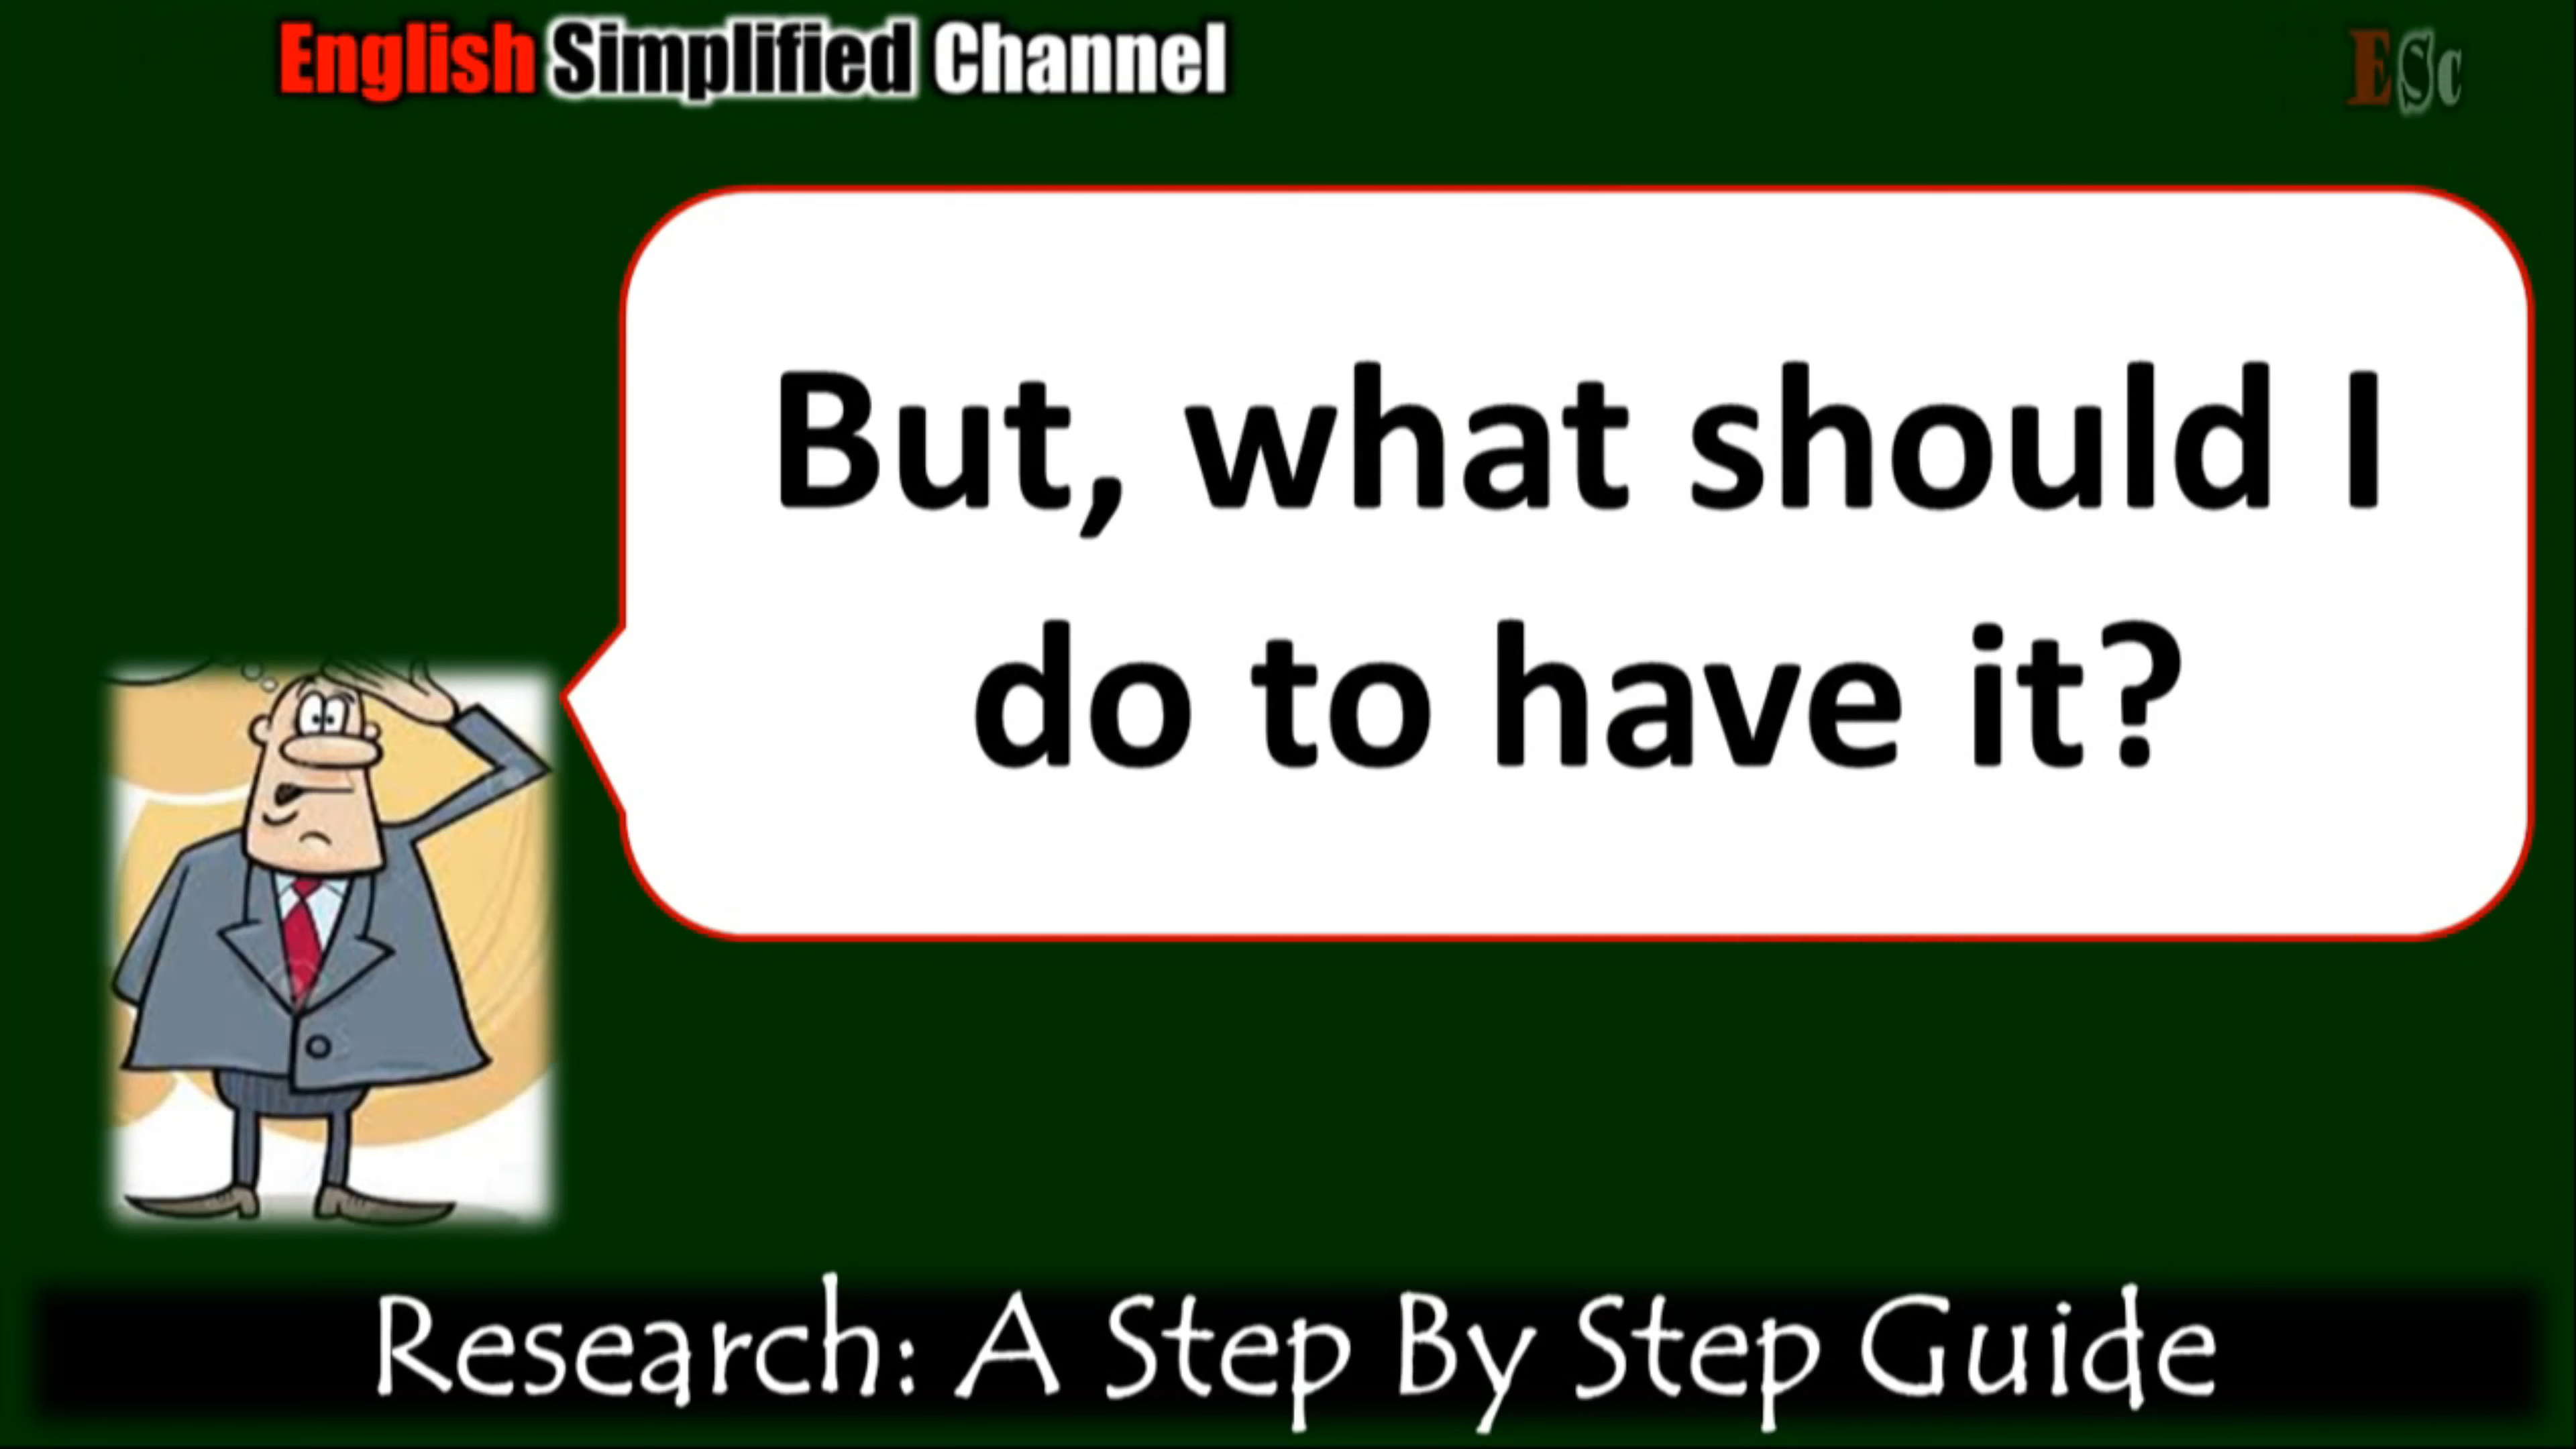 English Simplified Channel
ESc
But, what should I
do to have it?
Research: A Step By Step Guide